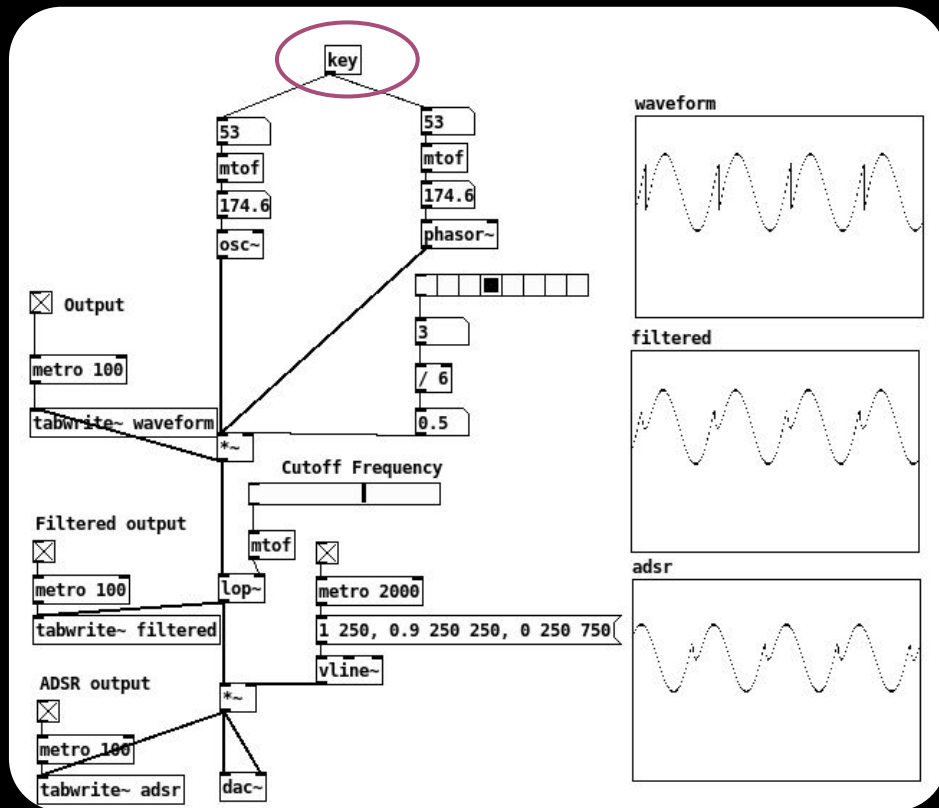 key
53
mtof
174.6
osc~
53
mtof
174.6
phasor~
3
/ 6
0.5
Output
metro 100
tabwrite~ waveform
*~
Cutoff Frequency
mtof
Filtered output
metro 100
tabwrite~ filtered
lop~
metro 2000
1 250, 0.9 250 250, 0 250 750
vline~
ADSR output
metro 100
tabwrite~ adsr
*~
dac~
waveform
filtered
adsr